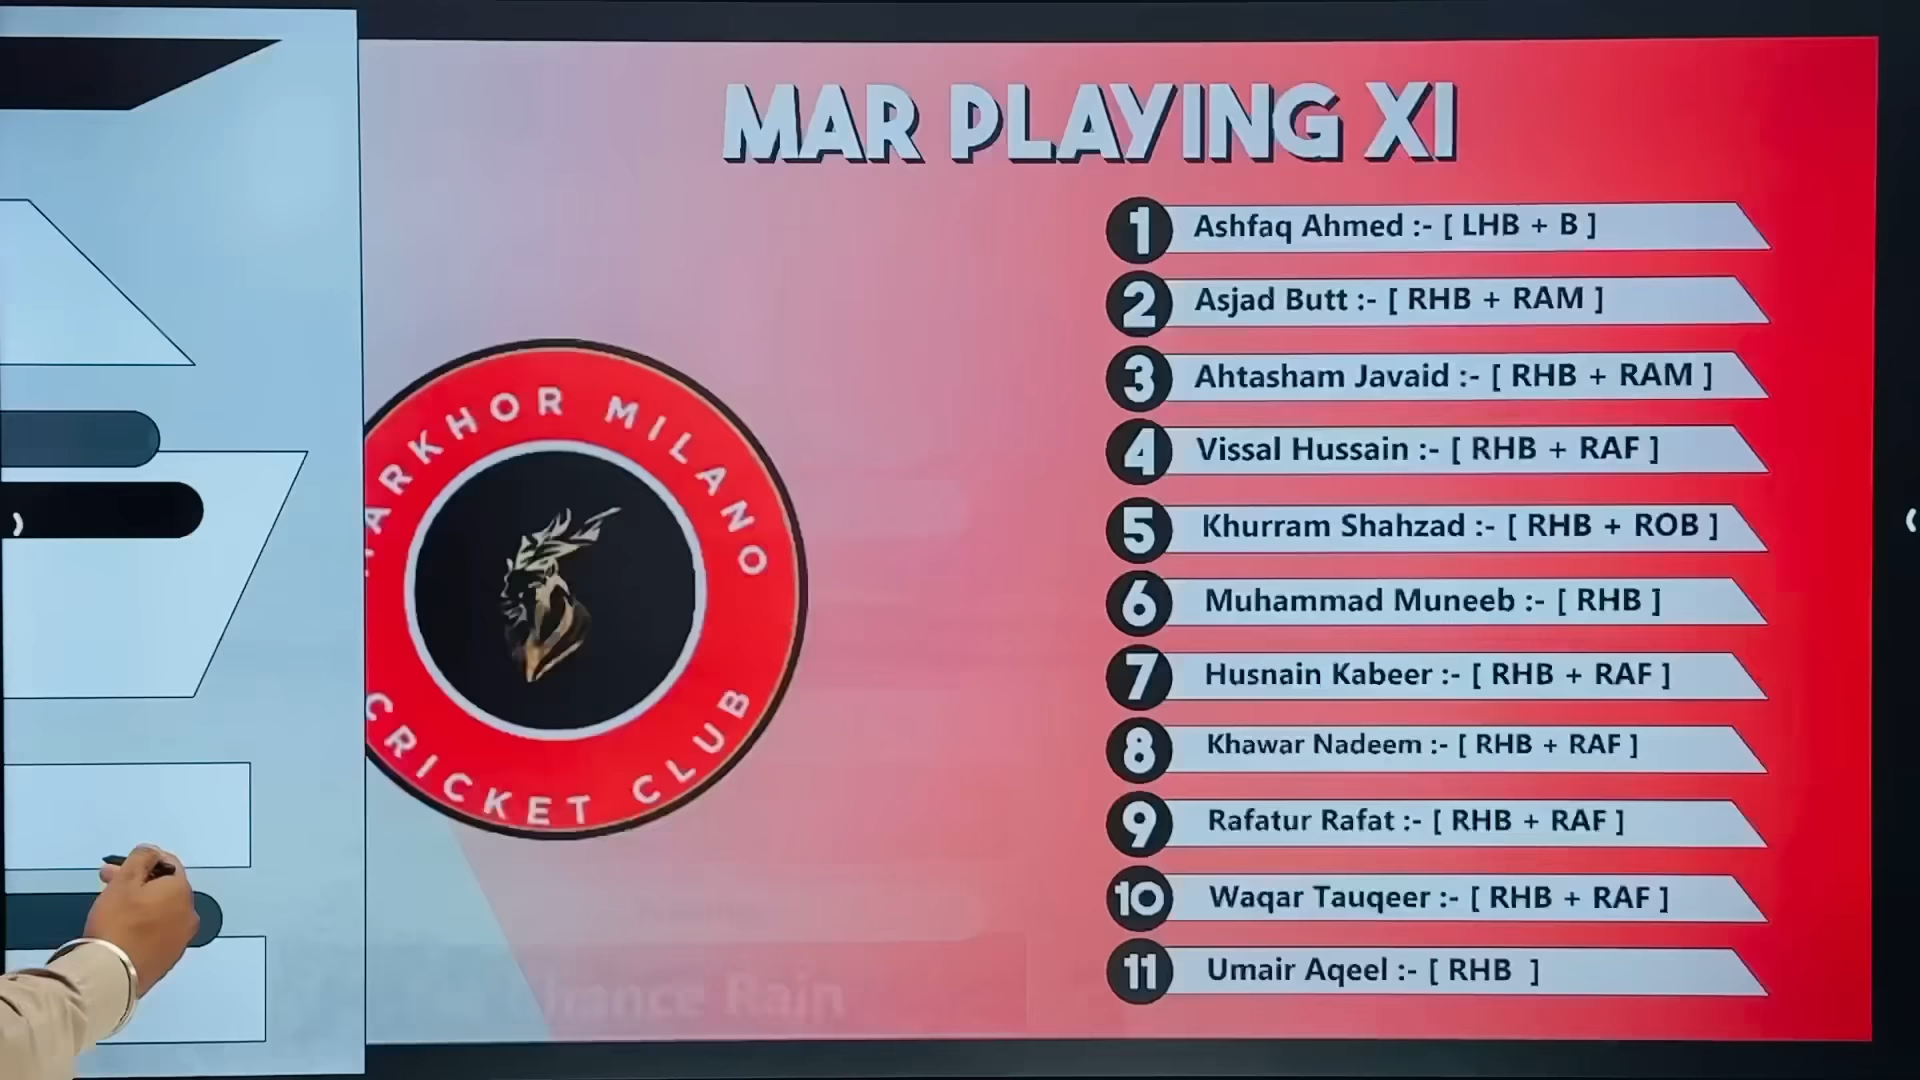 MAR PLAYING XI
1 Ashfaq Ahmed :- [ LHB + B ]
2 Asjad Butt :- [ RHB + RAM ]
3 Ahtasham Javaid :- [ RHB + RAM ]
4 Vissal Hussain :- [ RHB + RAF ]
5 Khurram Shahzad :- [ RHB + ROB ]
6 Muhammad Muneeb :- [ RHB ]
7 Husnain Kabeer :- [ RHB + RAF ]
8 Khawar Nadeem :- [ RHB + RAF ]
9 Rafatur Rafat :- [ RHB + RAF ]
10 Waqar Tauqeer :- [ RHB + RAF ]
11 Umair Aqeel :- [ RHB ]
ARKHOR MILANO
CRICKET CLUB
hance Rain